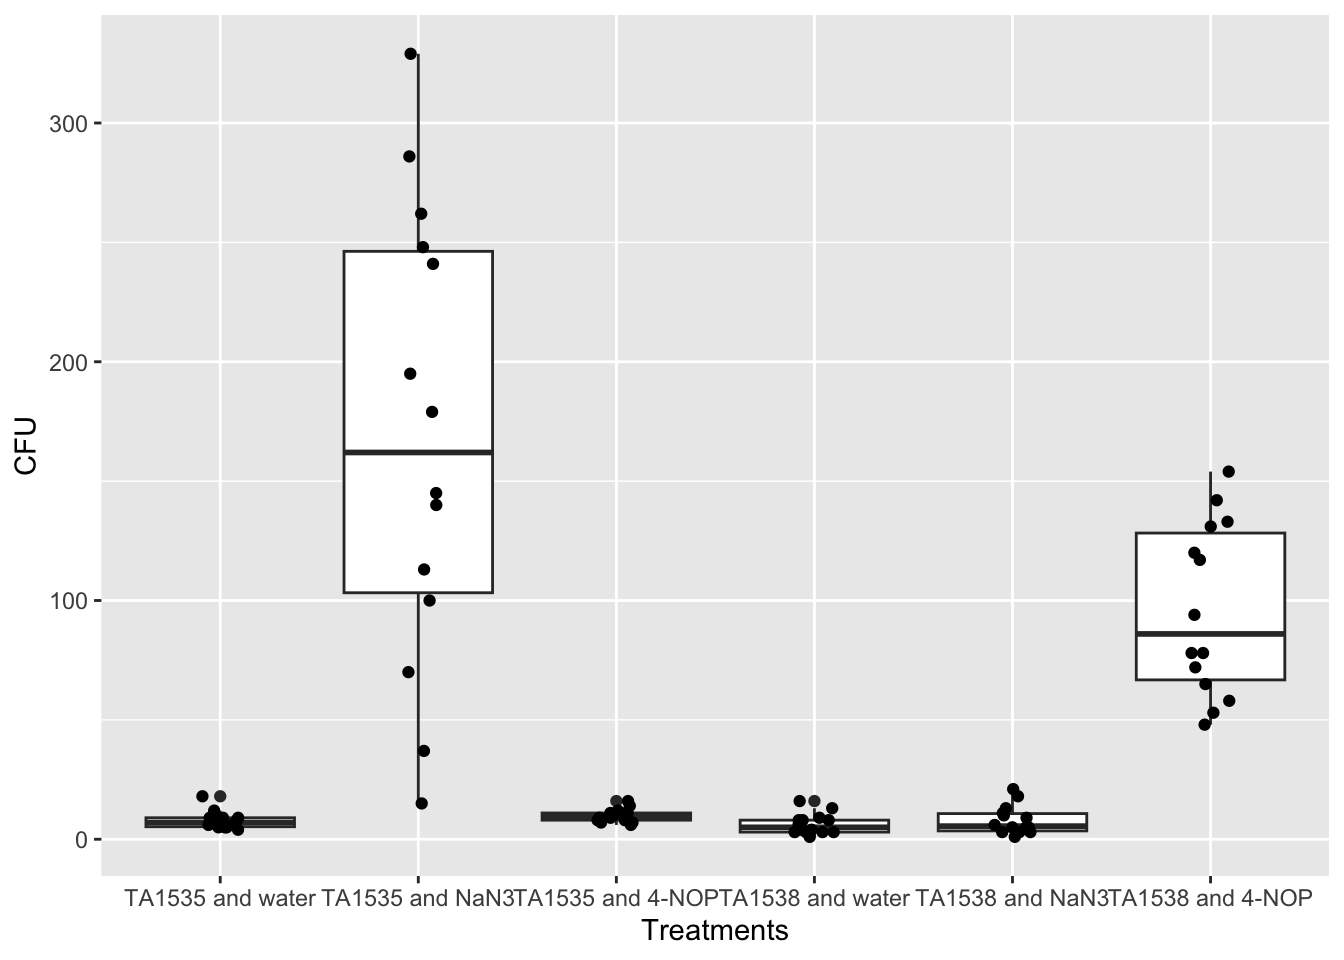 CFU
300
200
100
0
TA1535 and water TA1535 and NaN3 TA1535 and 4-NOP TA1538 and water TA1538 and NaN3 TA1538 and 4-NOP
Treatments